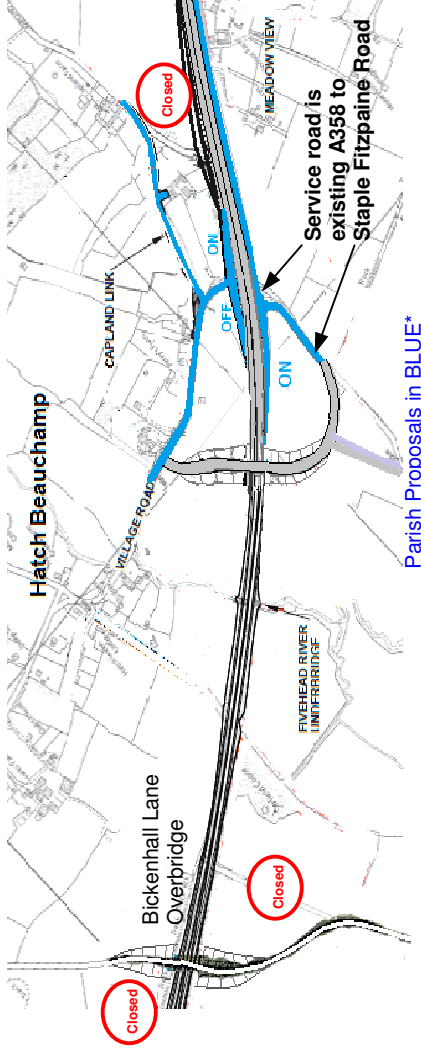 Hatch Beauchamp
CAPLAND LINK
VILLAGE ROAD
Closed
MEADOW VIEW
ON
OFF
ON
Service road is
existing A358 to
Staple Fitzpaine Road
Bickenhall Lane
Overbridge
FIVEHEAD RIVER
UNDERBRIDGE
Closed
Closed
Parish Proposals in BLUE*